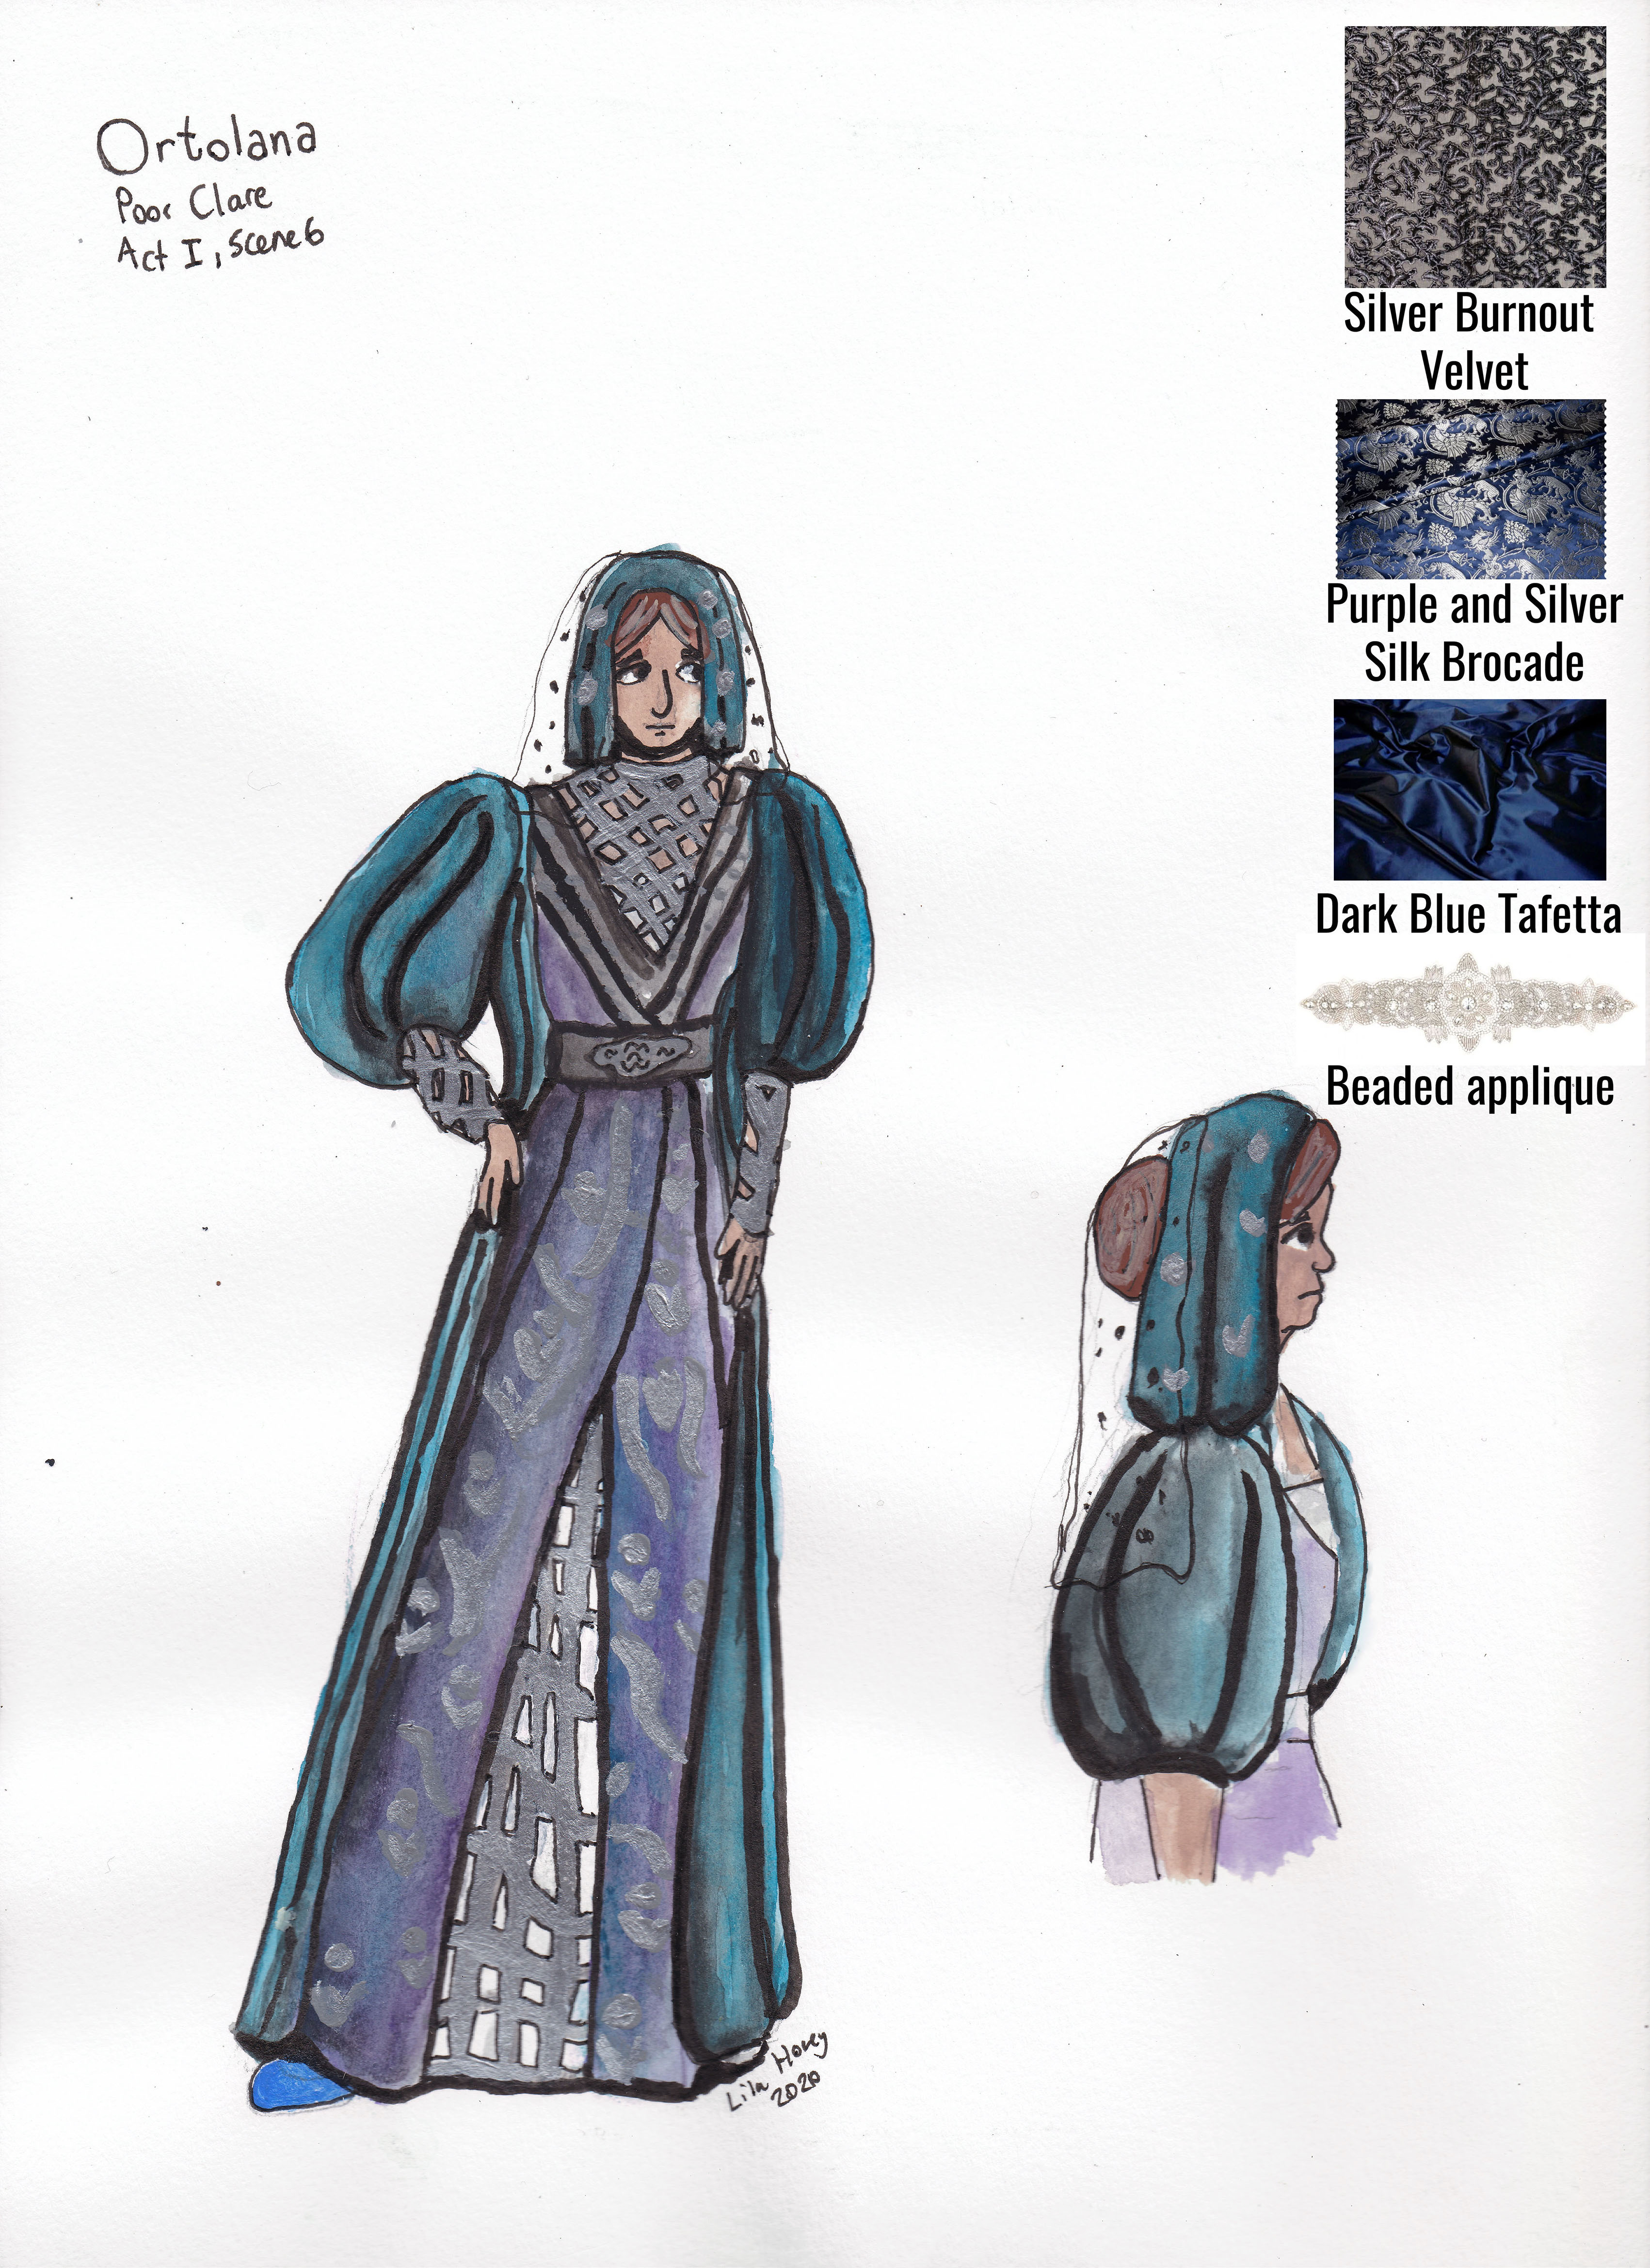 Ortolana
Poor Clare
Act I, Scene 6
Silver Burnout
Velvet
Purple and Silver
Silk Brocade
Dark Blue Tafetta
Beaded applique
Lila Hovey
2020